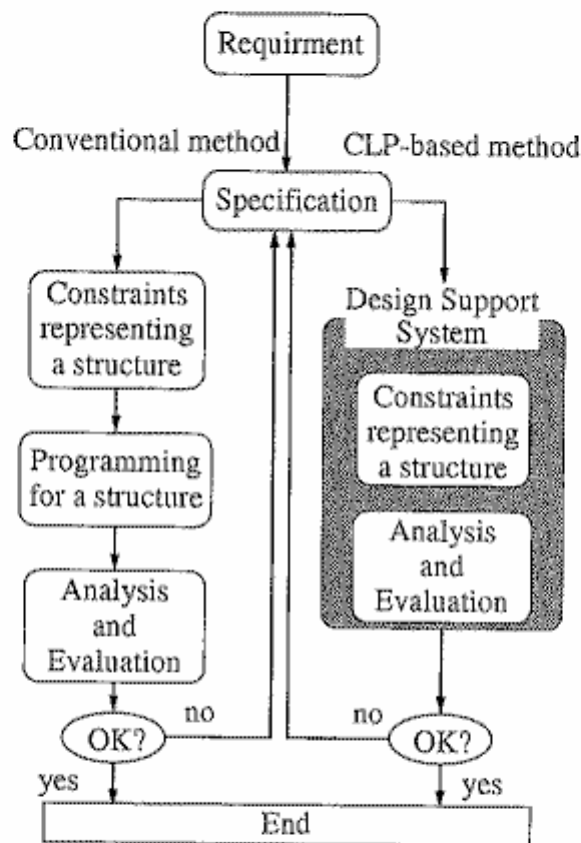 Requirment
Conventional method
CLP-based method
Specification
Constraints
representing
a structure
Programming
for a structure
Analysis
and
Evaluation
OK?
no
yes
Design Support
System
Constraints
representing
a structure
Analysis
and
Evaluation
no
OK?
yes
End